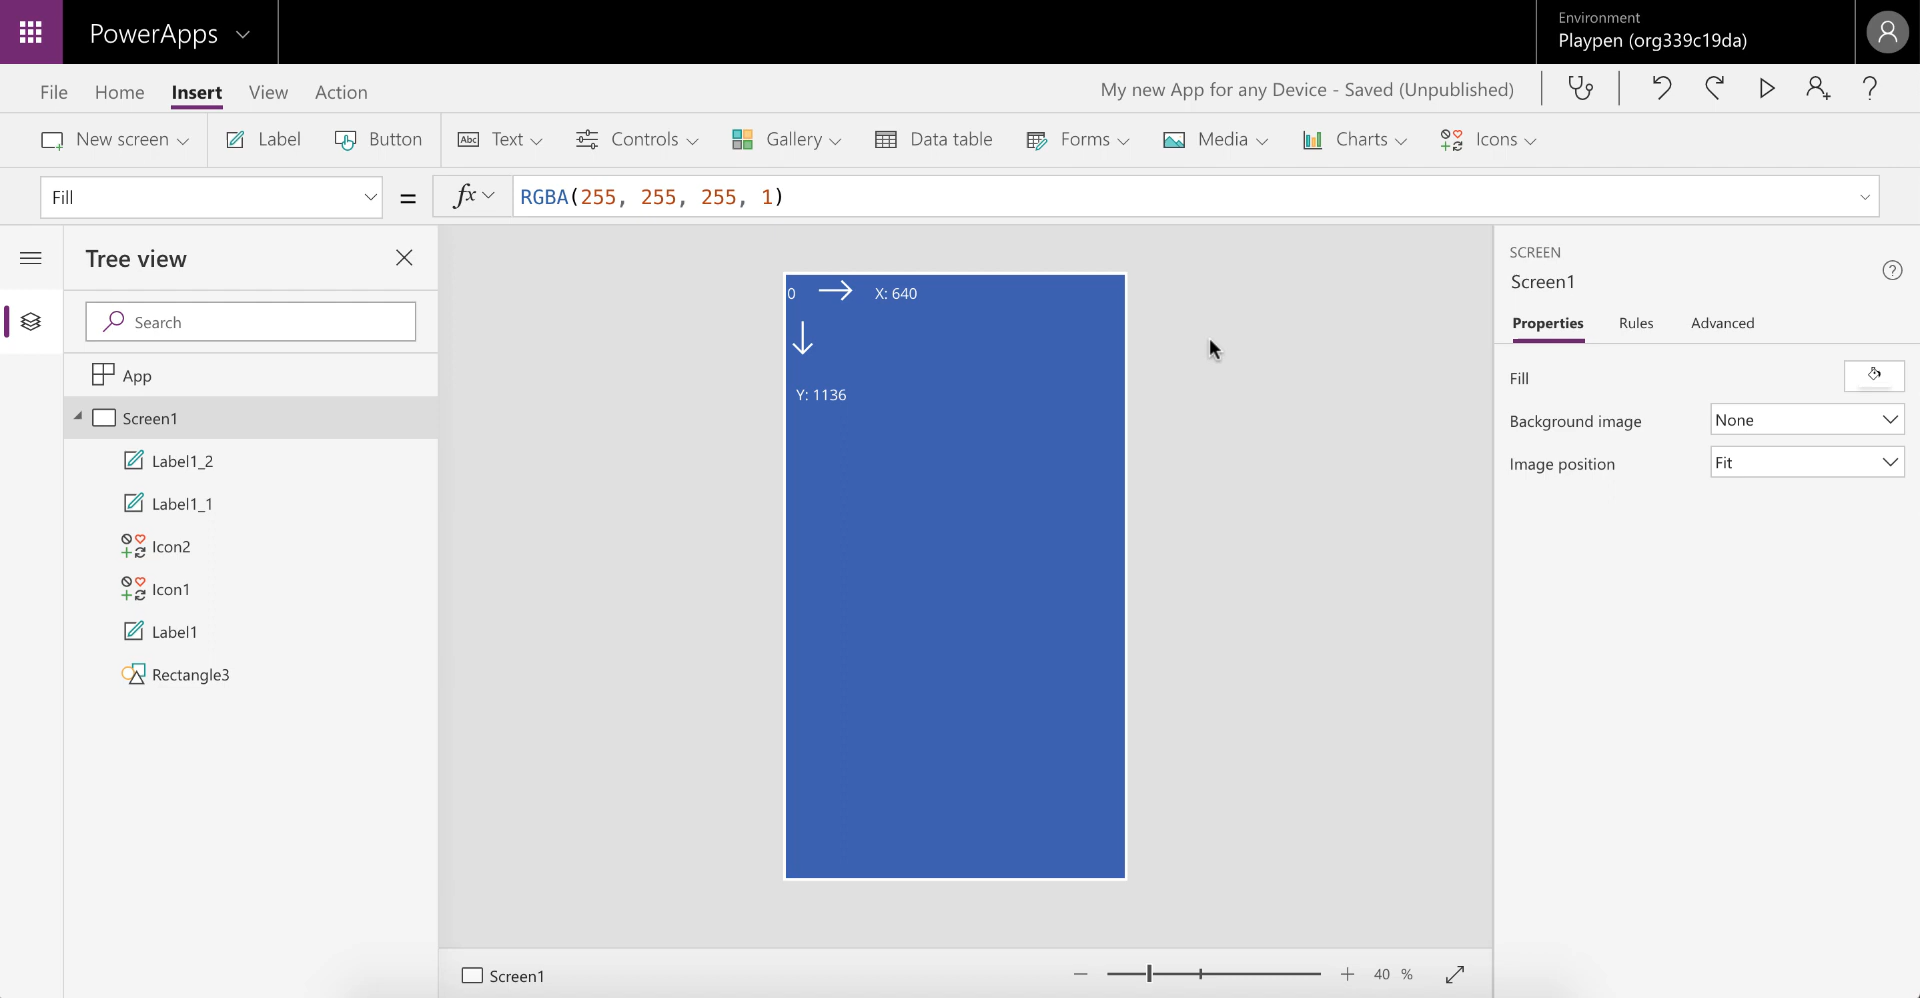 PowerApps
Environment
Playpen (org339c19da)
File Home Insert View Action
My new App for any Device - Saved (Unpublished)
New screen Label Button Text Controls Gallery Data table Forms Media Charts Icons
Fill = fx RGBA(255, 255, 255, 1)
Tree view
Search
App
Screen1
Label1_2
Label1_1
Icon2
Icon1
Label1
Rectangle3
0 X: 640
Y: 1136
SCREEN
Screen1
Properties Rules Advanced
Fill
Background image None
Image position Fit
Screen1
40 %